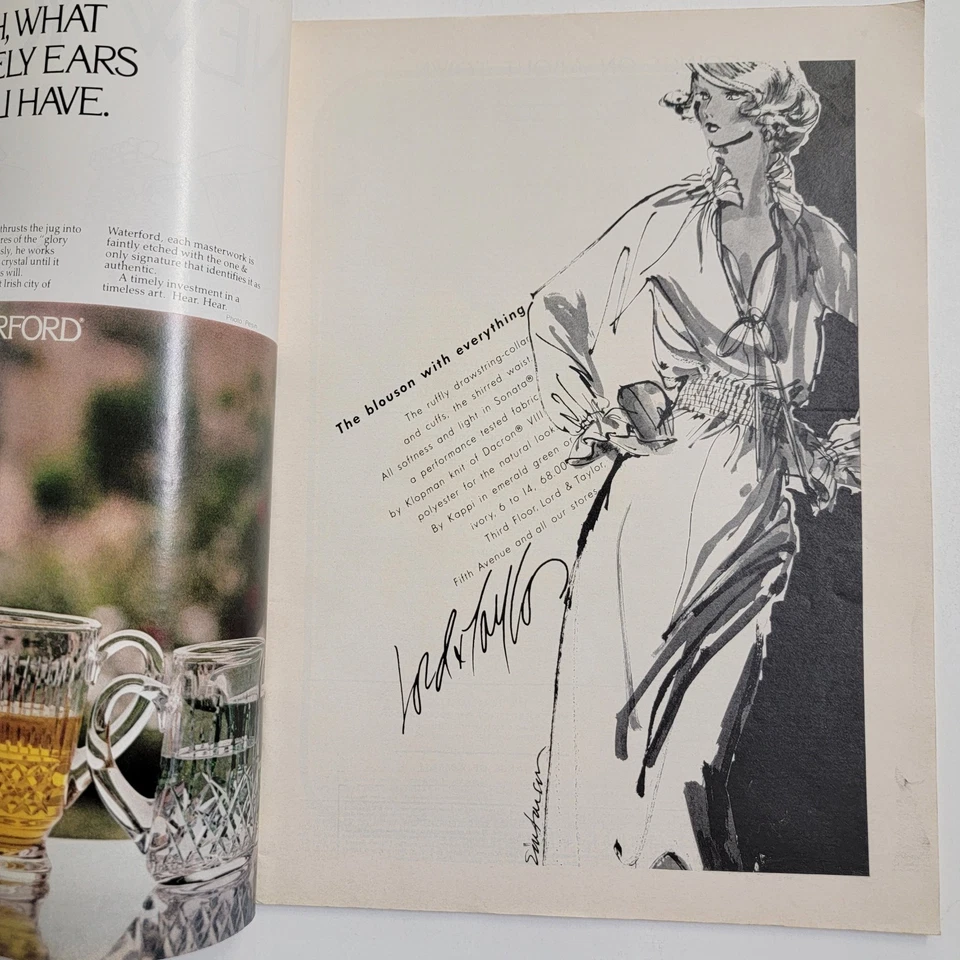 WHAT
EARS
HAVE.
thrusts the jug into
of the "glory
he works
crystal until it
will.
Irish city of
Waterford, each masterwork is
faintly etched with the one &
only signature that identifies it as
authentic.
A timely investment in a
timeless art. Hear. Hear.
The blouson with everything
The ruffly drawstring-collar
and cuffs, the shirred waist.
All softness and light in Sonata®
a performance tested fabric
by Klopman knit of Dacron® VIII
polyester for the natural look.
By Kappi in emerald green or
ivory, 6 to 14, 68.00
Third Floor, Lord & Taylor,
Fifth Avenue and all our stores
Lord & Taylor